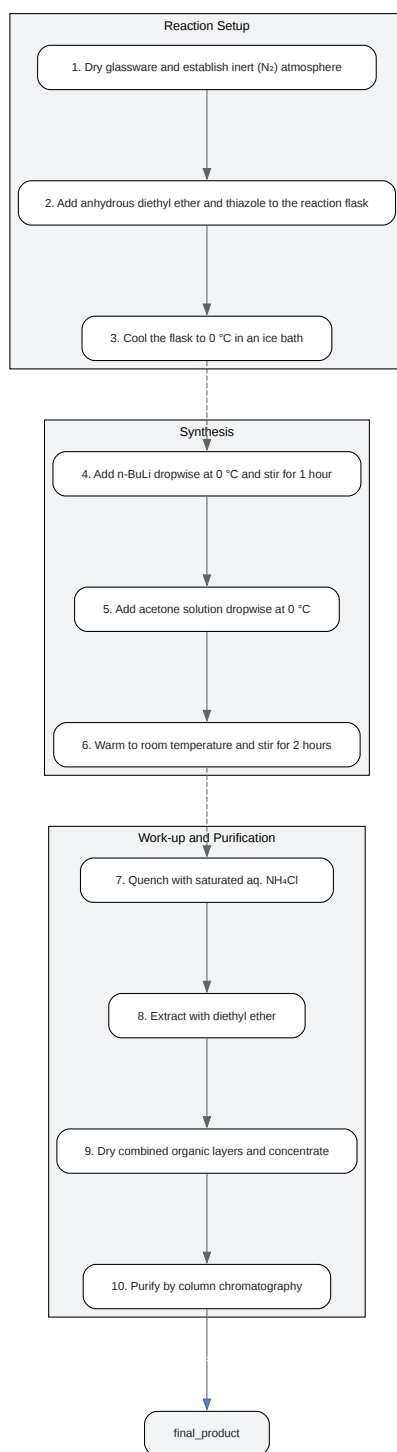 Reaction Setup
1. Dry glassware and establish inert (N₂) atmosphere
2. Add anhydrous diethyl ether and thiazole to the reaction flask
3. Cool the flask to 0 °C in an ice bath
Synthesis
4. Add n-BuLi dropwise at 0 °C and stir for 1 hour
5. Add acetone solution dropwise at 0 °C
6. Warm to room temperature and stir for 2 hours
Work-up and Purification
7. Quench with saturated aq. NH₄Cl
8. Extract with diethyl ether
9. Dry combined organic layers and concentrate
10. Purify by column chromatography
final_product